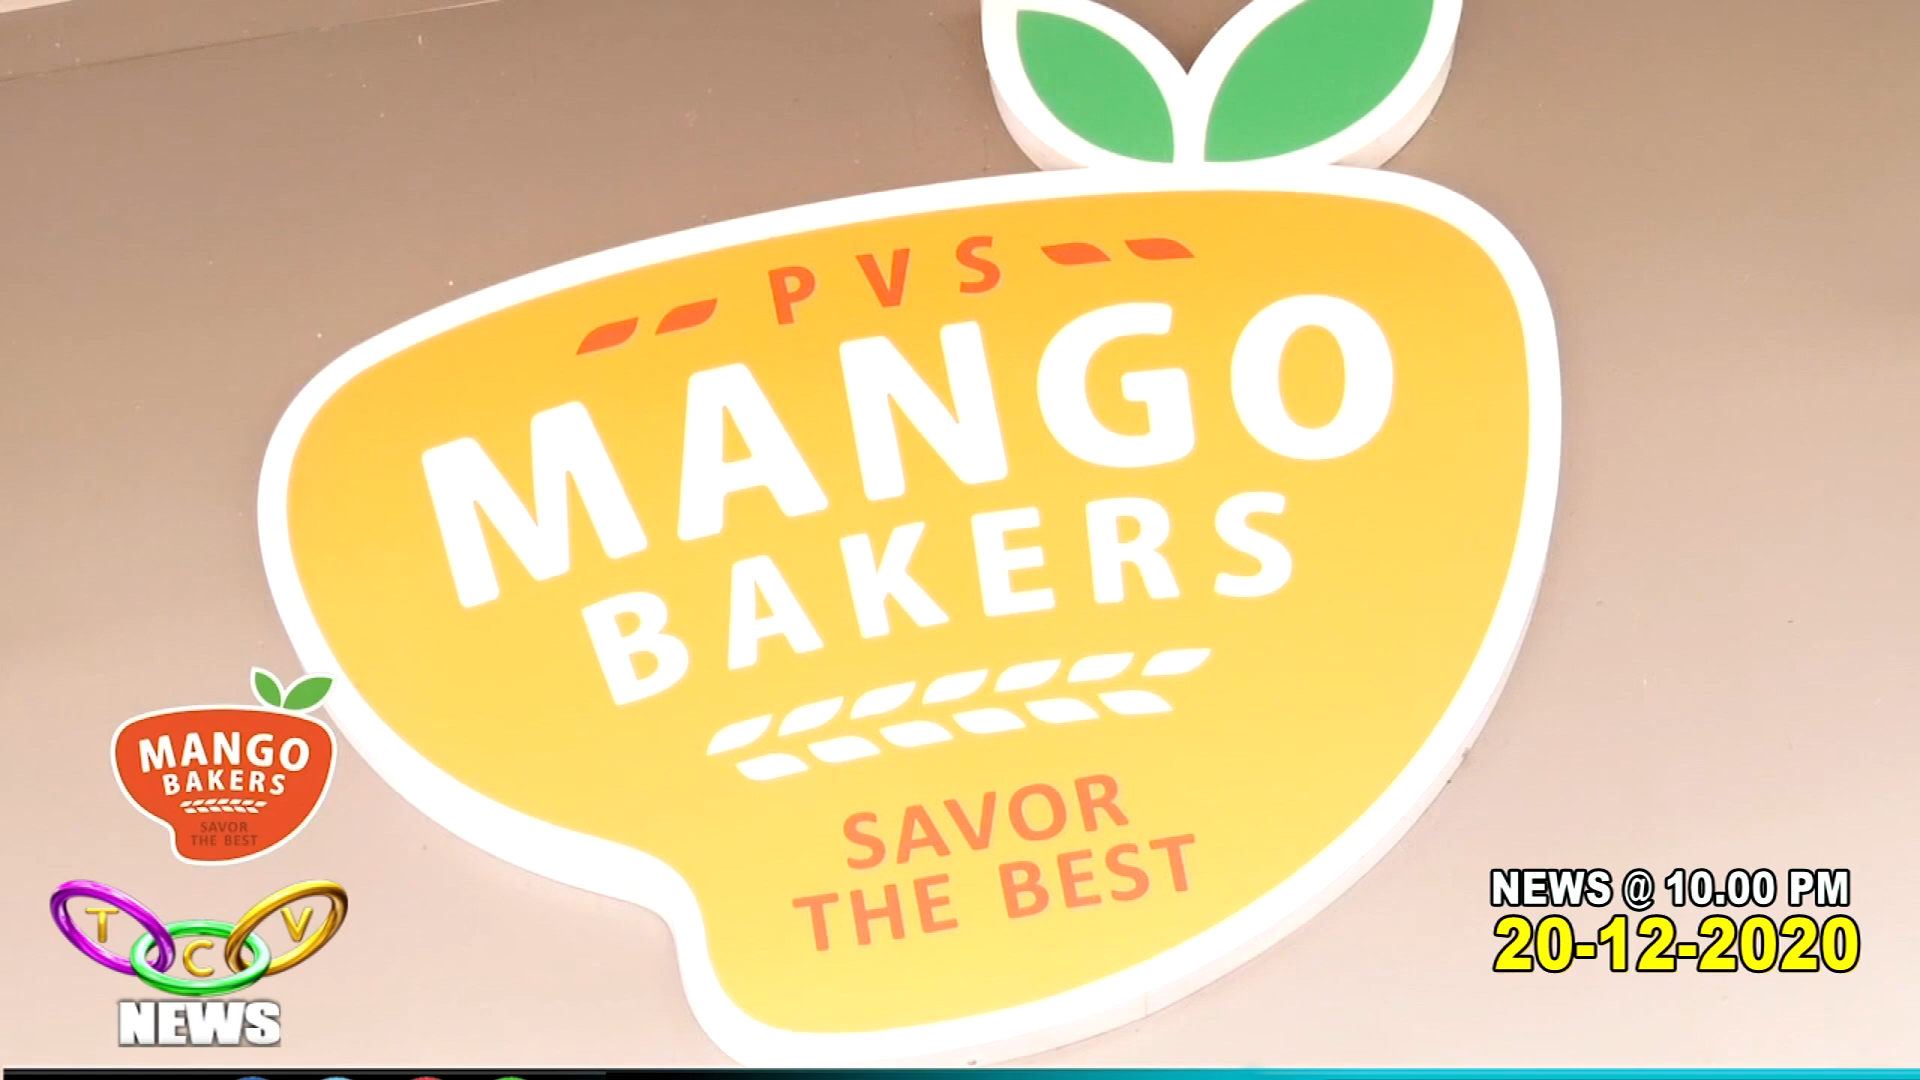 PVS
MANGO
BAKERS
SAVOR
THE BEST
MANGO
BAKERS
SAVOR
THE BEST
T C V
NEWS
NEWS @ 10.00 PM
20-12-2020